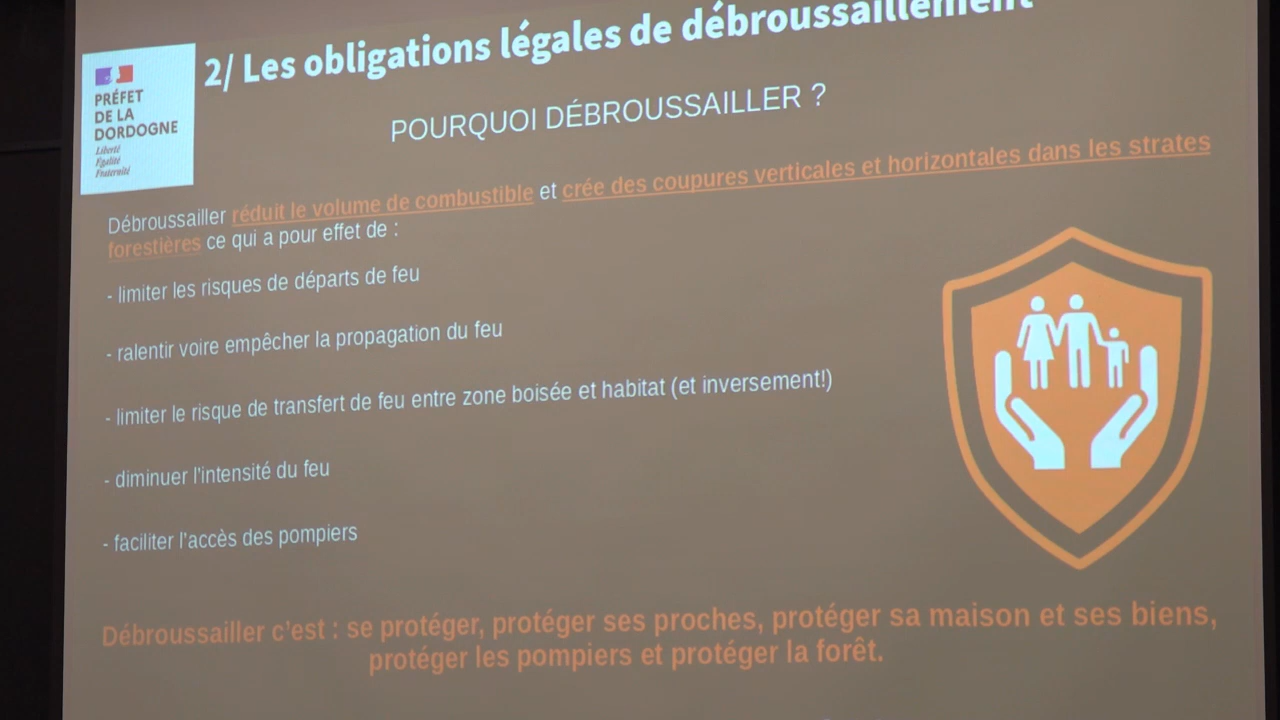 2/ Les obligations légales de débroussaillement
PRÉFET
DE LA
DORDOGNE
Liberté
Égalité
Fraternité
POURQUOI DÉBROUSSAILLER ?
Débroussailler réduit le volume de combustible et crée des coupures verticales et horizontales dans les strates
forestières ce qui a pour effet de :
- limiter les risques de départs de feu
- ralentir voire empêcher la propagation du feu
- limiter le risque de transfert de feu entre zone boisée et habitat (et inversement!)
- diminuer l'intensité du feu
- faciliter l'accès des pompiers
Débroussailler c'est : se protéger, protéger ses proches, protéger sa maison et ses biens,
protéger les pompiers et protéger la forêt.